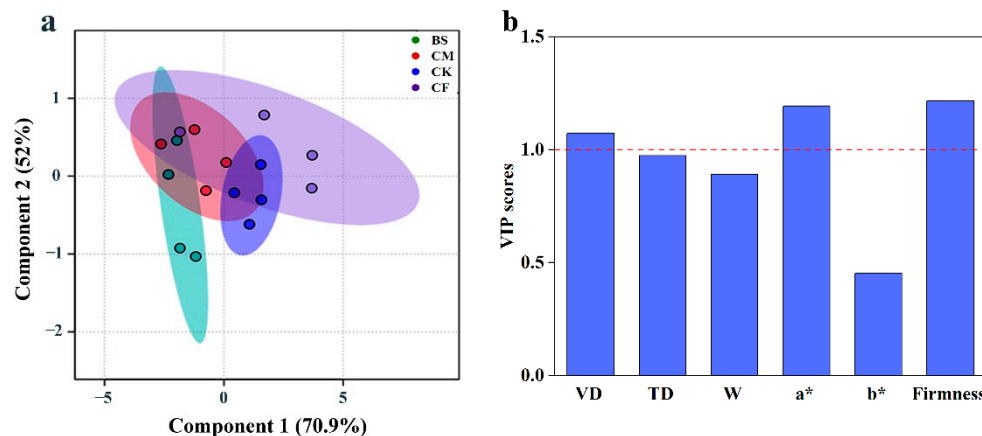 a
BS
CM
CK
CF
1
0
−1
−2
−5
0
5
Component 2 (52%)
Component 1 (70.9%)
b
1.5
1.0
0.5
0.0
VIP scores
VD TD W a* b* Firmness